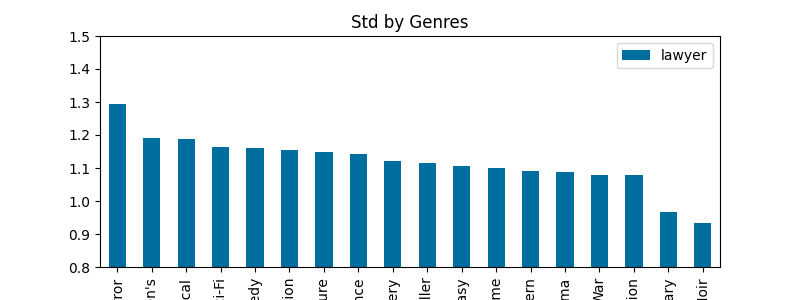 Std by Genres
lawyer
1.5
1.4
1.3
1.2
1.1
1.0
0.9
0.8
rror
n's
cal
i-Fi
edy
ion
ure
nce
ery
ller
asy
me
ern
ma
War
ion
ary
loir